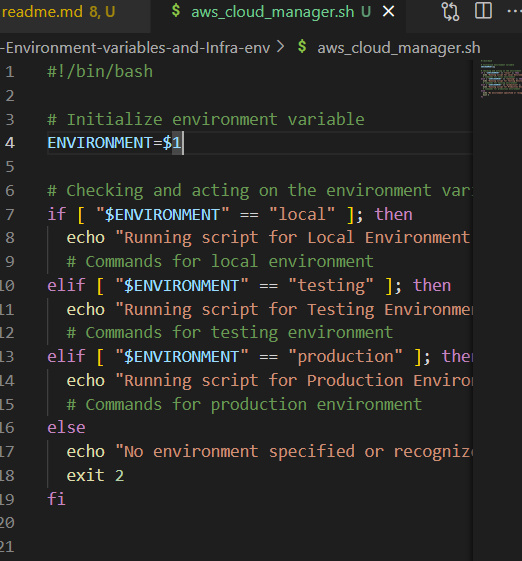 readme.md 8, U
$ aws_cloud_manager.sh U
-Environment-variables-and-Infra-env > $ aws_cloud_manager.sh
1 #!/bin/bash
2
3 # Initialize environment variable
4 ENVIRONMENT=$1
5
6 # Checking and acting on the environment var
7 if [ "$ENVIRONMENT" == "local" ]; then
8 echo "Running script for Local Environment
9 # Commands for local environment
10 elif [ "$ENVIRONMENT" == "testing" ]; then
11 echo "Running script for Testing Environme
12 # Commands for testing environment
13 elif [ "$ENVIRONMENT" == "production" ]; then
14 echo "Running script for Production Enviro
15 # Commands for production environment
16 else
17 echo "No environment specified or recogniz
18 exit 2
19 fi
20
21